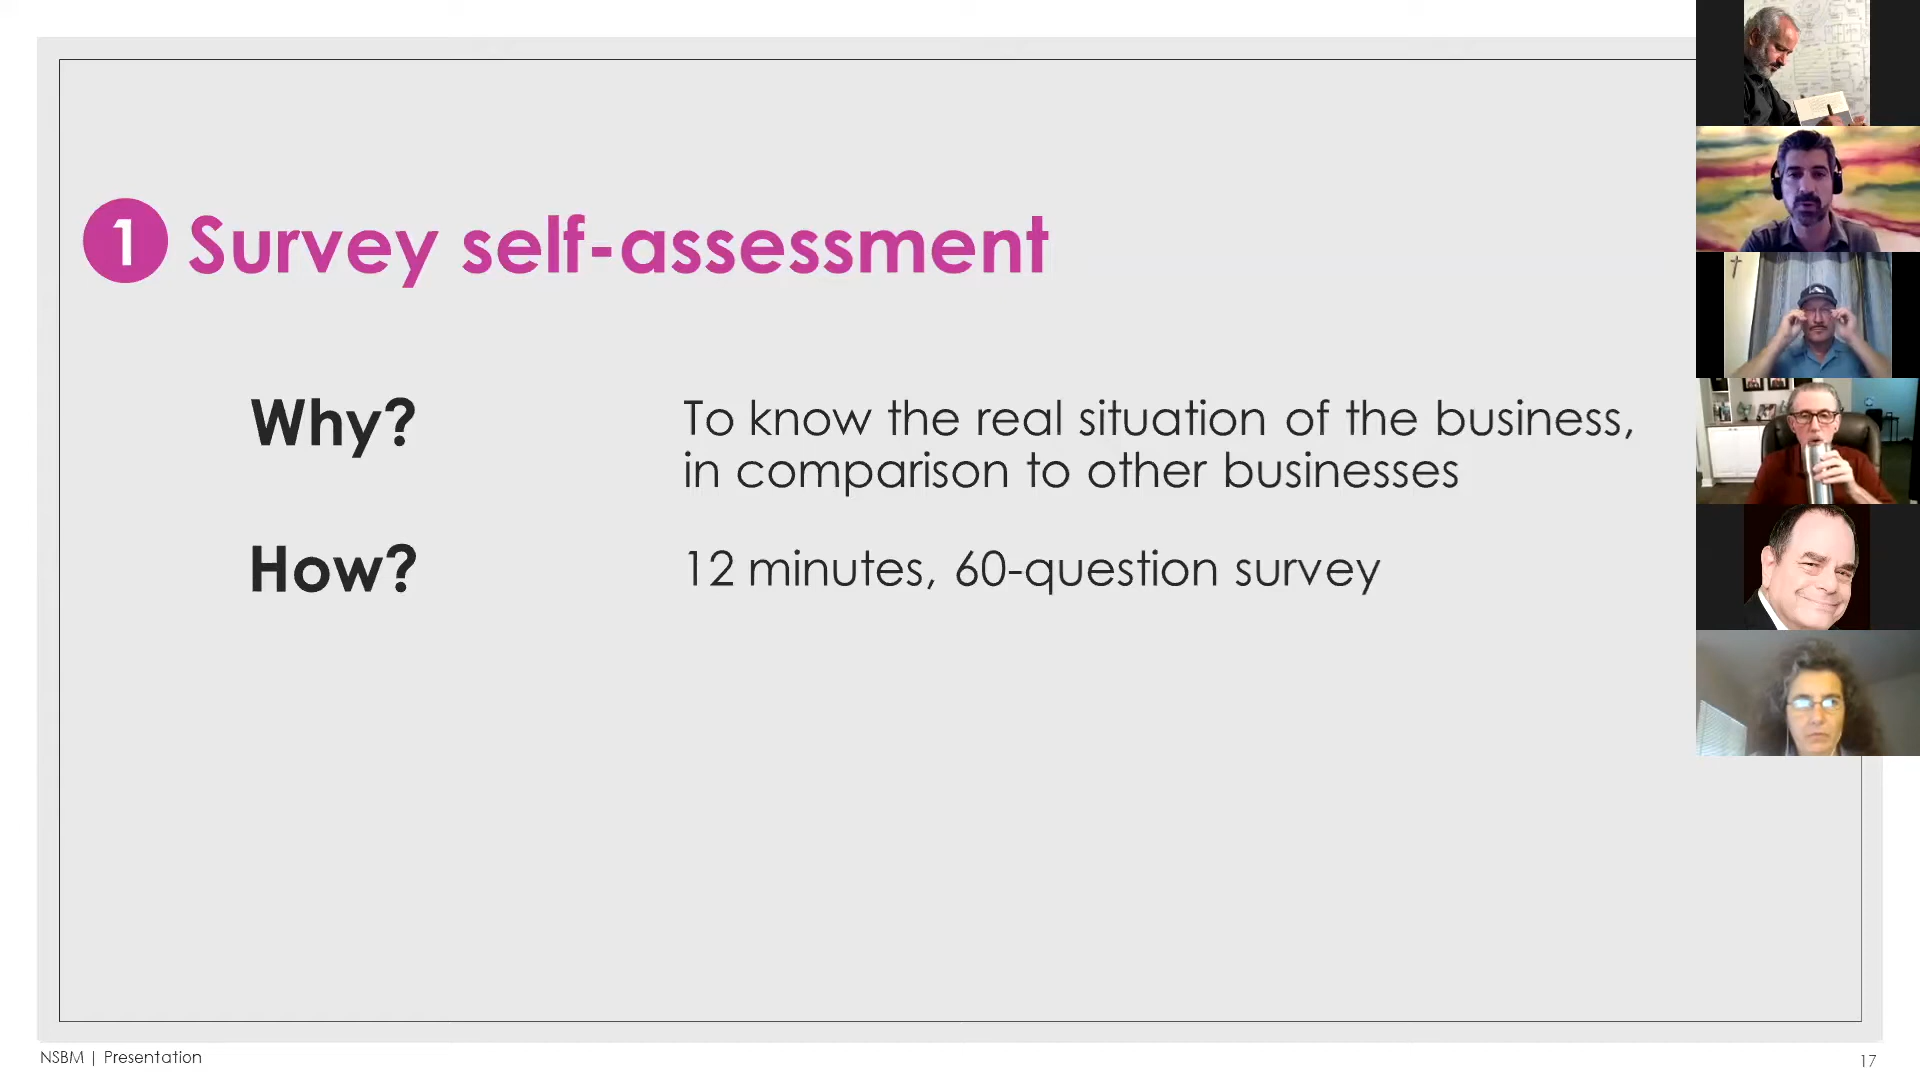 1 Survey self-assessment
Why?
To know the real situation of the business,
in comparison to other businesses
How?
12 minutes, 60-question survey
NSBM | Presentation
17